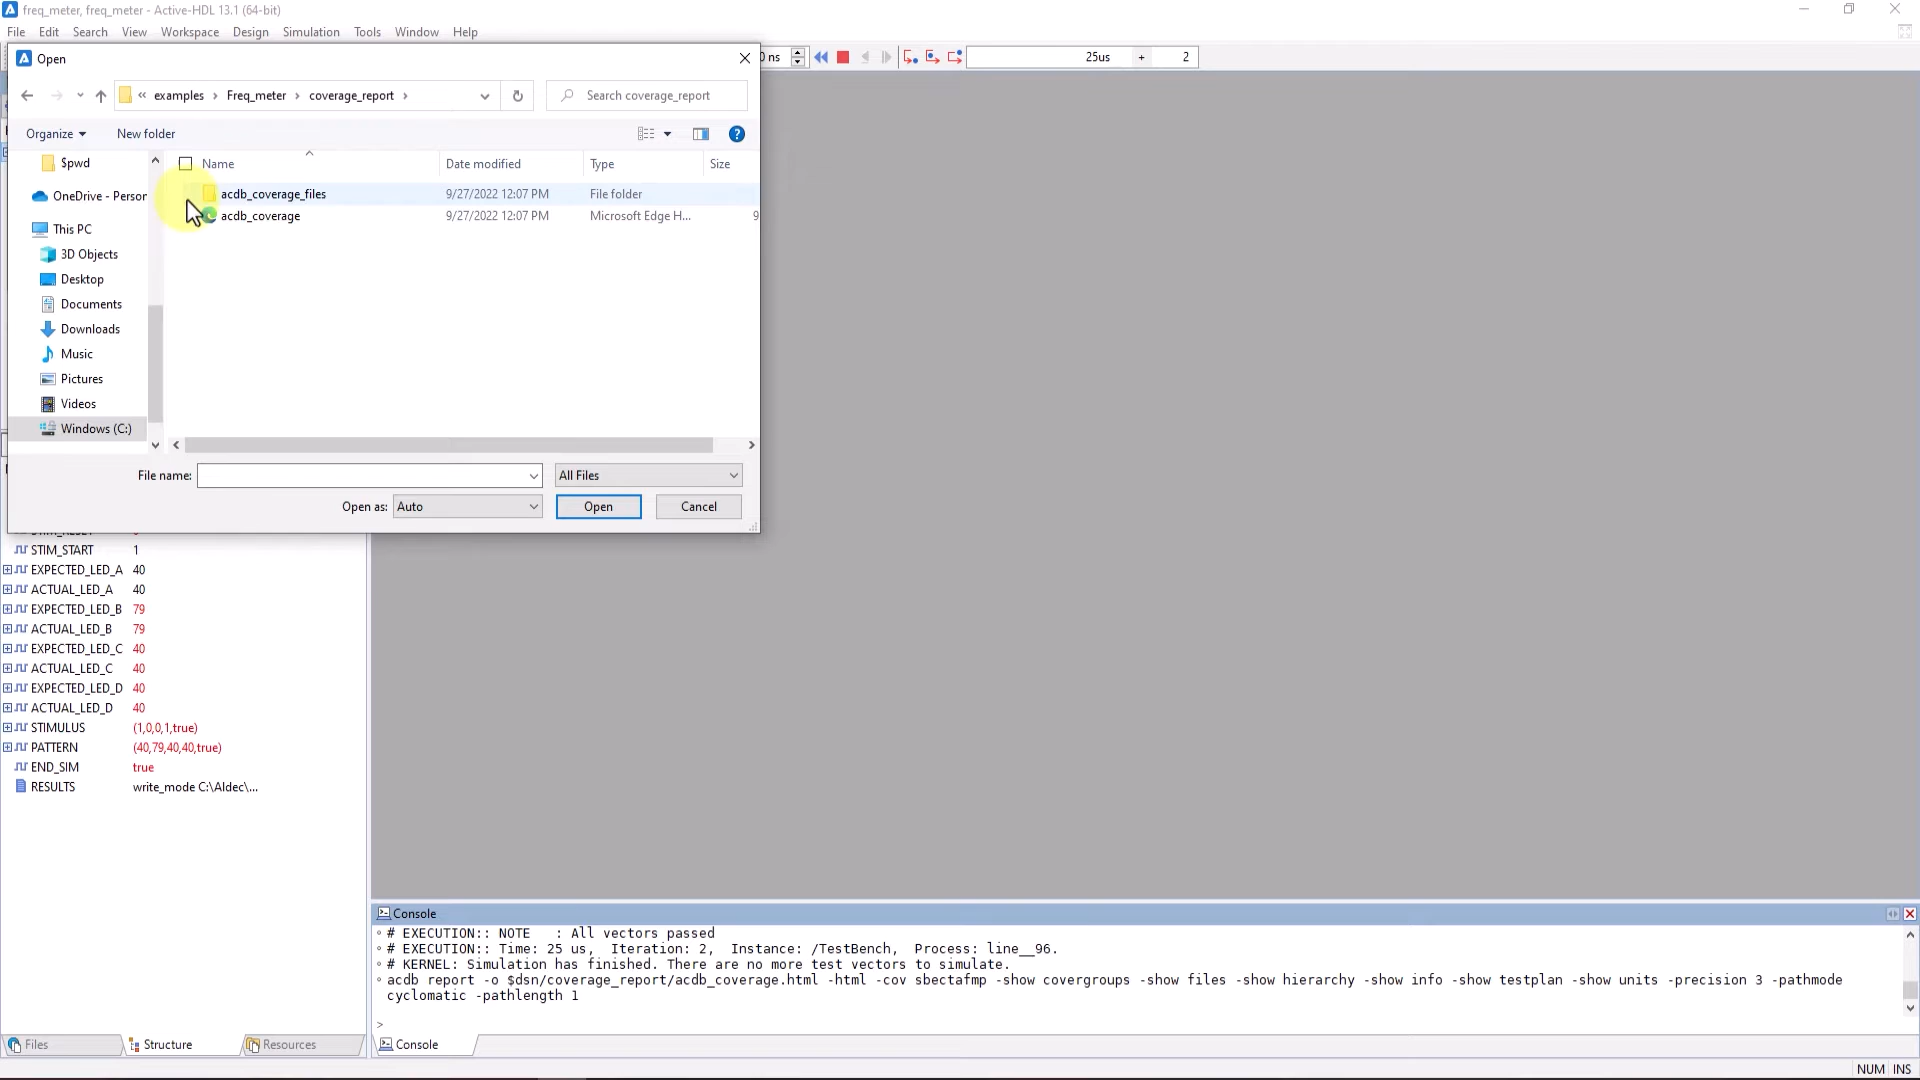 freq_meter, freq_meter - Active-HDL 13.1 (64-bit)
File Edit Search View Workspace Design Simulation Tools Window Help
Open
0 ns 25us + 2
« examples › Freq_meter › coverage_report ›
Search coverage_report
Organize New folder
Name Date modified Type Size
$pwd
acdb_coverage_files 9/27/2022 12:07 PM File folder
OneDrive - Person
acdb_coverage 9/27/2022 12:07 PM Microsoft Edge H... 9
This PC
3D Objects
Desktop
Documents
Downloads
Music
Pictures
Videos
Windows (C:)
File name: All Files
Open as: Auto Open Cancel
STIM_START 1
EXPECTED_LED_A 40
ACTUAL_LED_A 40
EXPECTED_LED_B 79
ACTUAL_LED_B 79
EXPECTED_LED_C 40
ACTUAL_LED_C 40
EXPECTED_LED_D 40
ACTUAL_LED_D 40
STIMULUS (1,0,0,1,true)
PATTERN (40,79,40,40,true)
END_SIM true
RESULTS write_mode C:\Aldec\...
Console
# EXECUTION:: NOTE : All vectors passed
# EXECUTION:: Time: 25 us, Iteration: 2, Instance: /TestBench, Process: line__96.
# KERNEL: Simulation has finished. There are no more test vectors to simulate.
acdb report -o $dsn/coverage_report/acdb_coverage.html -html -cov sbectafmp -show covergroups -show files -show hierarchy -show info -show testplan -show units -precision 3 -pathmode
cyclomatic -pathlength 1
>
Files Structure Resources Console
NUM INS